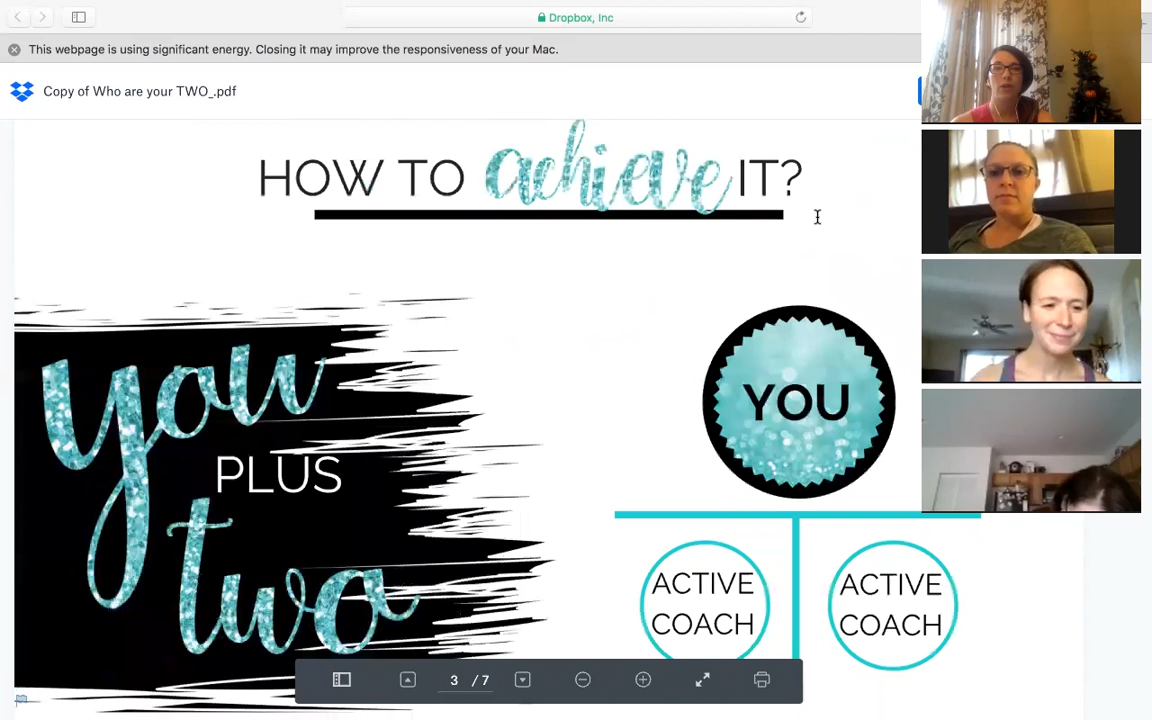 Dropbox, Inc
This webpage is using significant energy. Closing it may improve the responsiveness of your Mac.
Copy of Who are your TWO_.pdf
HOW TO achieve IT?
you
PLUS
two
YOU
ACTIVE
COACH
ACTIVE
COACH
3 / 7